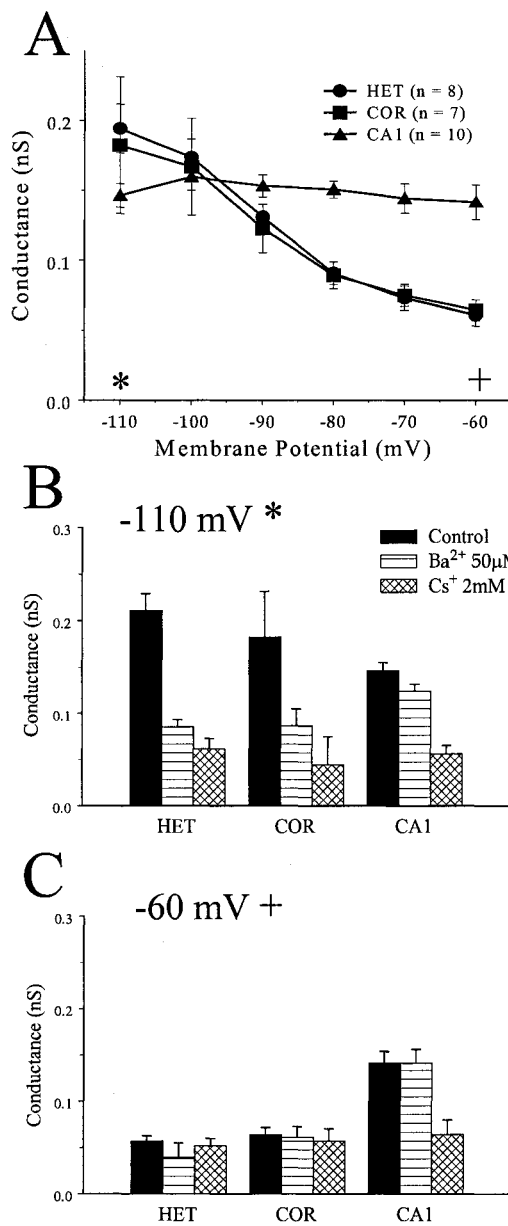 A
HET (n = 8)
COR (n = 7)
CA1 (n = 10)
Conductance (nS)
0.2
0.1
0.0
*
+
-110 -100 -90 -80 -70 -60
Membrane Potential (mV)
B
-110 mV *
Control
Ba²⁺ 50µM
Cs⁺ 2mM
Conductance (nS)
0.3
0.2
0.1
0.0
HET COR CA1
C
-60 mV +
Conductance (nS)
0.3
0.2
0.1
0.0
HET COR CA1